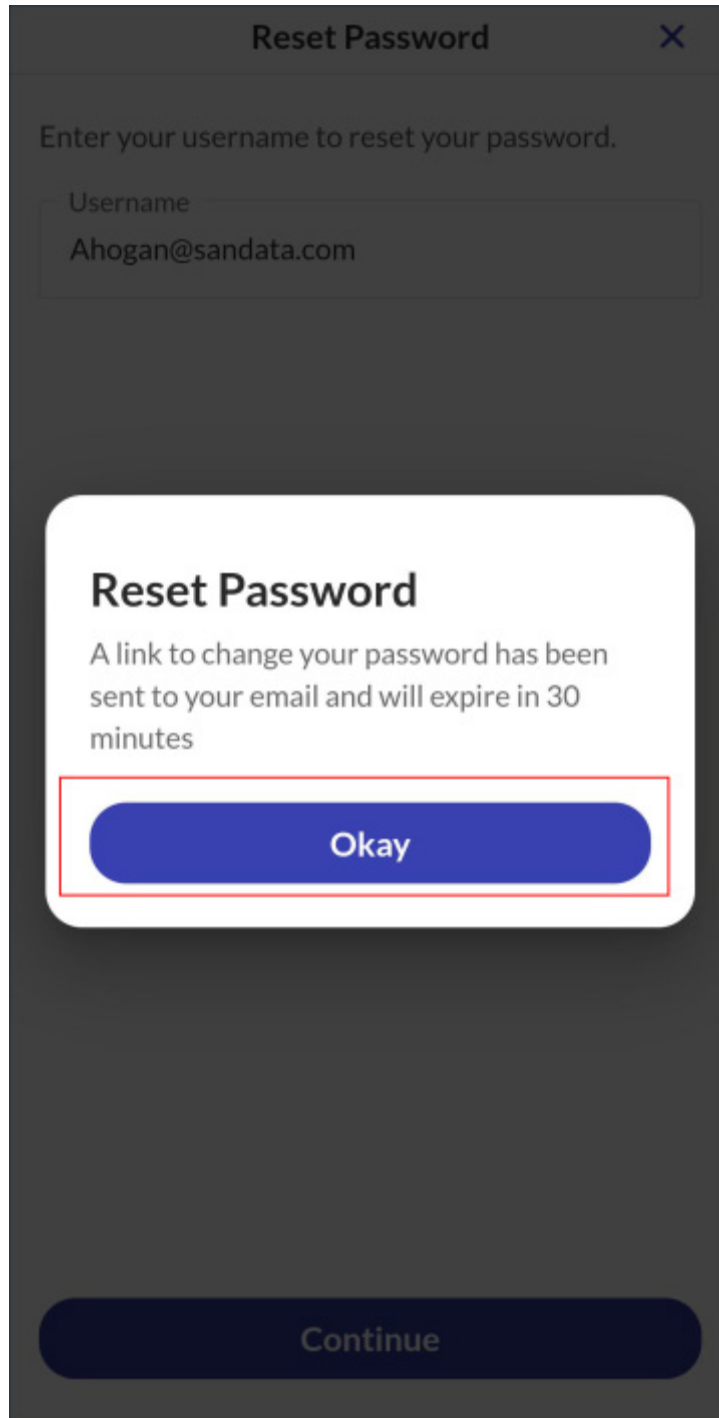 Reset Password
Enter your username to reset your password.
Username
Ahogan@sandata.com
Reset Password
A link to change your password has been
sent to your email and will expire in 30
minutes
Okay
Continue